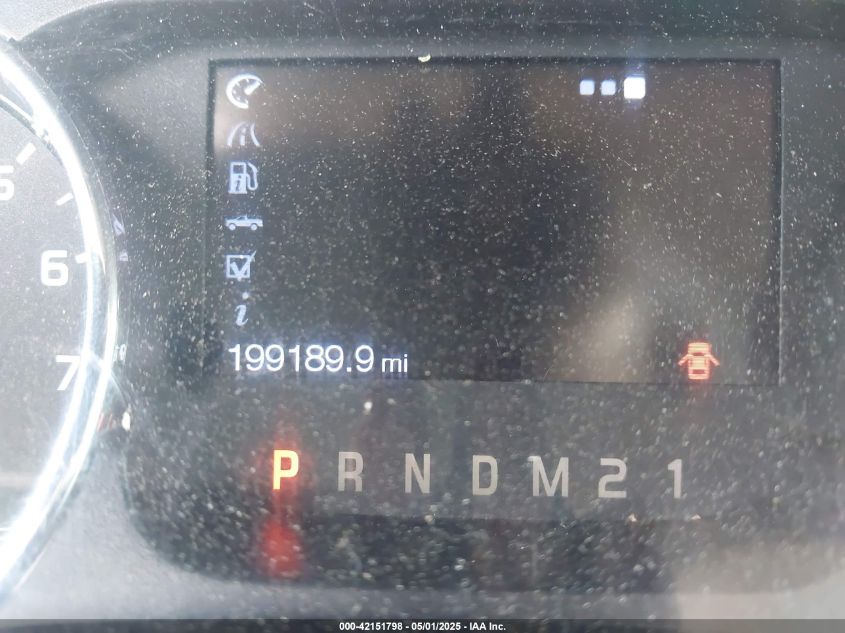 5
6
7
199189.9 mi
P R N D M 2 1
000-42151798 - 05/01/2025 - IAA Inc.